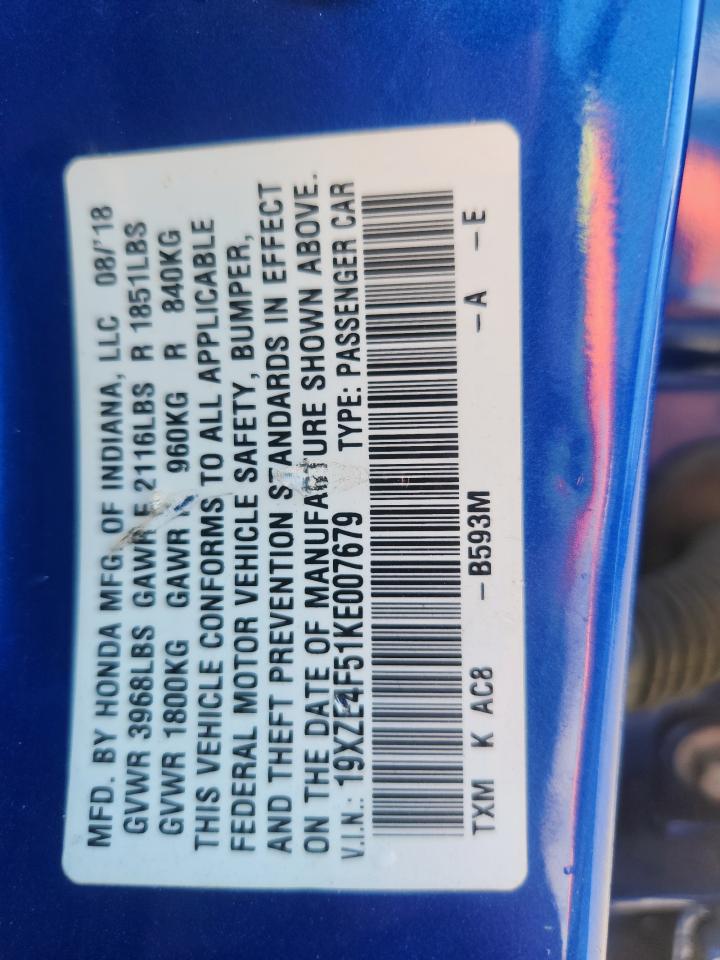 MFD. BY HONDA MFG. OF INDIANA, LLC 08/'18
GVWR 3968LBS GAWR F 2116LBS R 1851LBS
GVWR 1800KG GAWR 960KG R 840KG
THIS VEHICLE CONFORMS TO ALL APPLICABLE
FEDERAL MOTOR VEHICLE SAFETY, BUMPER,
AND THEFT PREVENTION STANDARDS IN EFFECT
ON THE DATE OF MANUFACTURE SHOWN ABOVE.
V.I.N.: 19XZE4F51KE007679 TYPE: PASSENGER CAR
TXM K AC8 -B593M -A -E